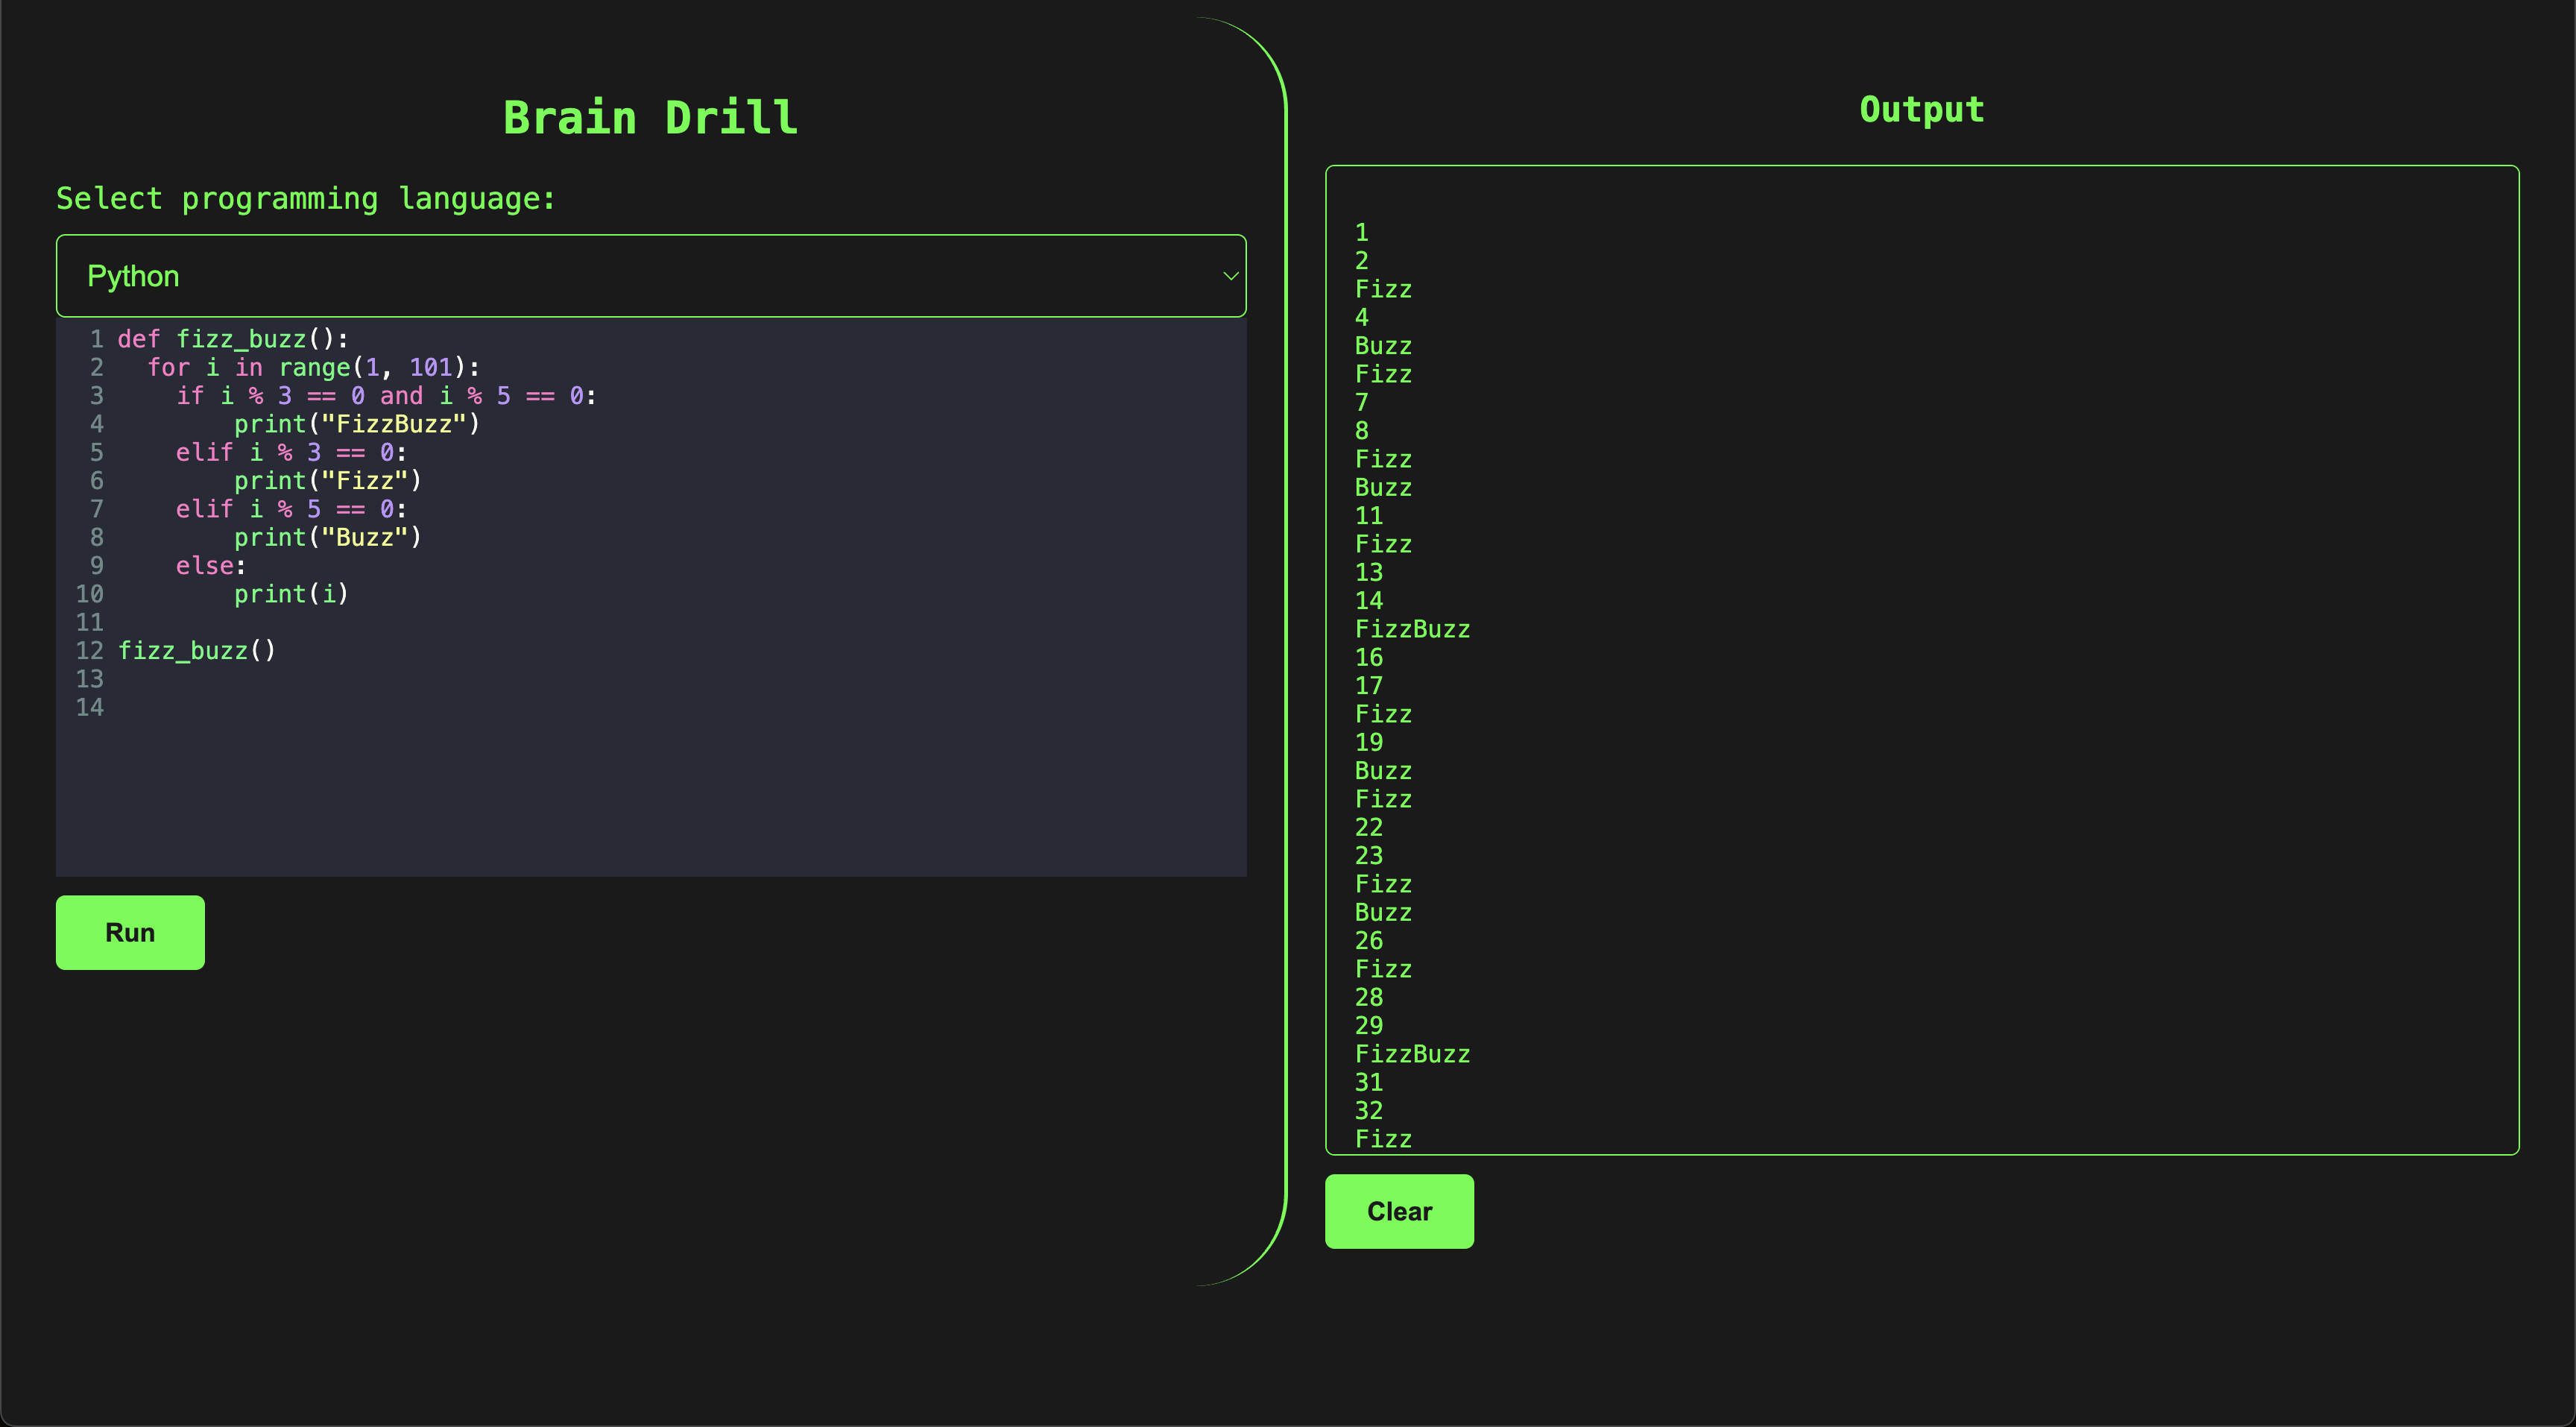 Brain Drill
Select programming language:
Python
1 def fizz_buzz():
2   for i in range(1, 101):
3     if i % 3 == 0 and i % 5 == 0:
4         print("FizzBuzz")
5     elif i % 3 == 0:
6         print("Fizz")
7     elif i % 5 == 0:
8         print("Buzz")
9     else:
10         print(i)
11
12 fizz_buzz()
13
14
Run
Output
1
2
Fizz
4
Buzz
Fizz
7
8
Fizz
Buzz
11
Fizz
13
14
FizzBuzz
16
17
Fizz
19
Buzz
Fizz
22
23
Fizz
Buzz
26
Fizz
28
29
FizzBuzz
31
32
Fizz
Clear